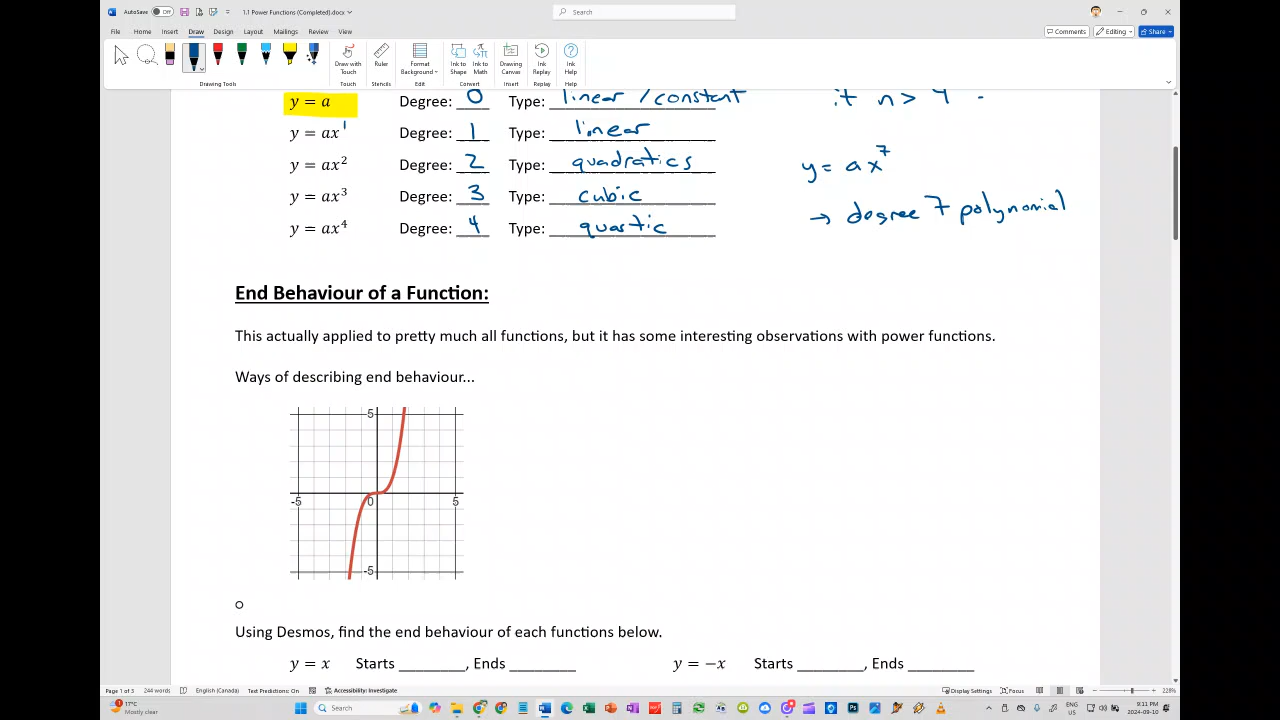 AutoSave Off 1.1 Power Functions (Completed).docx Search
File Home Insert Draw Design Layout Mailings Review View Comments Editing Share
Draw with Touch Ruler Format Background Ink to Shape Ink to Math Drawing Canvas Ink Replay Ink Help
Drawing Tools Touch Stencils Edit Convert Insert Replay Help
y = a Degree: 0 Type: linear / constant if n > 4 -
y = ax¹ Degree: 1 Type: linear
y = ax² Degree: 2 Type: quadratics y = ax⁷
y = ax³ Degree: 3 Type: cubic → degree 7 polynomial
y = ax⁴ Degree: 4 Type: quartic
End Behaviour of a Function:
This actually applied to pretty much all functions, but it has some interesting observations with power functions.
Ways of describing end behaviour...
5
-5 0 5
-5
Using Desmos, find the end behaviour of each functions below.
y = x Starts ________, Ends ________ y = −x Starts ________, Ends ________
Page 1 of 3 244 words English (Canada) Text Predictions: On Accessibility: Investigate Display Settings Focus 228%
17°C Mostly clear Search ENG US 9:11 PM 2024-09-10